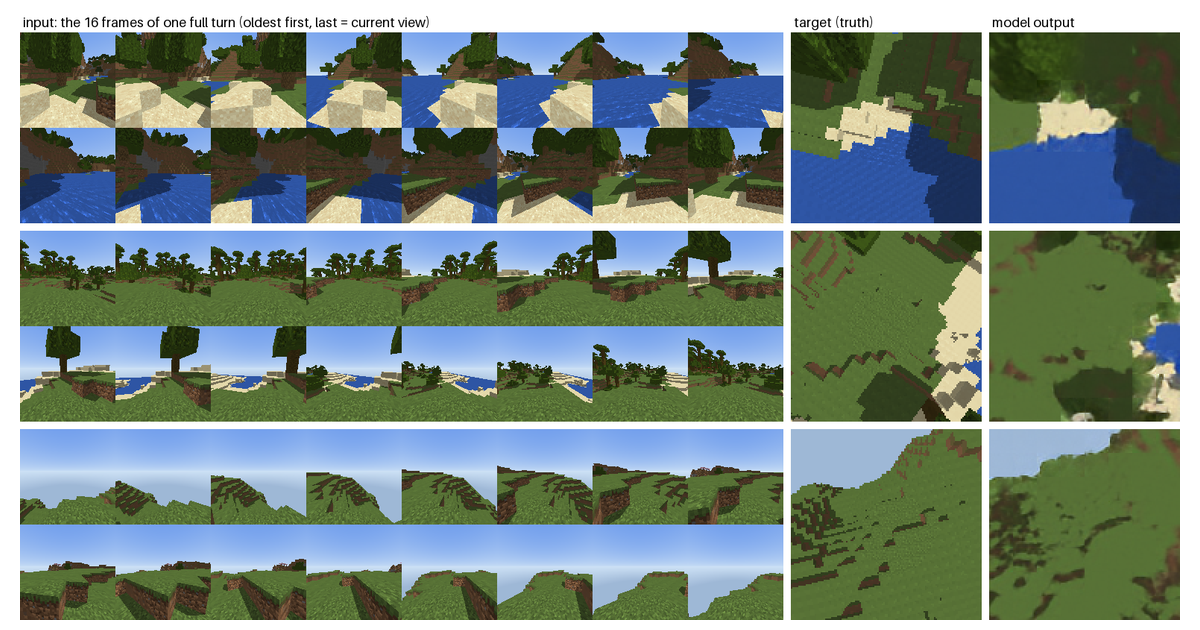 input: the 16 frames of one full turn (oldest first, last = current view)
target (truth)
model output